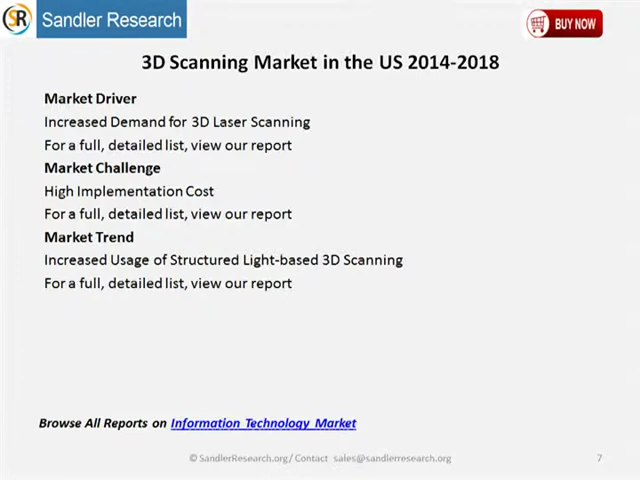 SR Sandler Research
BUY NOW
3D Scanning Market in the US 2014-2018
Market Driver
Increased Demand for 3D Laser Scanning
For a full, detailed list, view our report
Market Challenge
High Implementation Cost
For a full, detailed list, view our report
Market Trend
Increased Usage of Structured Light-based 3D Scanning
For a full, detailed list, view our report
Browse All Reports on Information Technology Market
© SandlerResearch.org/ Contact sales@sandlerresearch.org
7